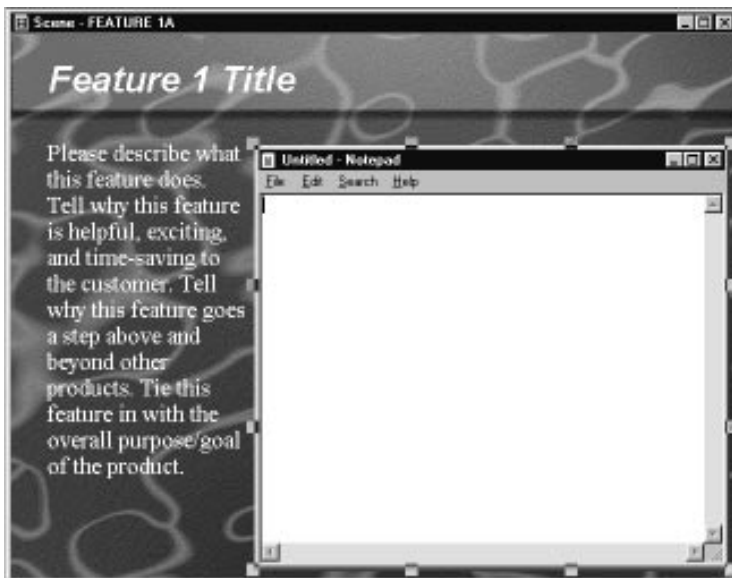 Scene - FEATURE 1A
Feature 1 Title
Please describe what
this feature does.
Tell why this feature
is helpful, exciting,
and time-saving to
the customer. Tell
why this feature goes
a step above and
beyond other
products. Tie this
feature in with the
overall purpose/goal
of the product.
Untitled - Notepad
File Edit Search Help